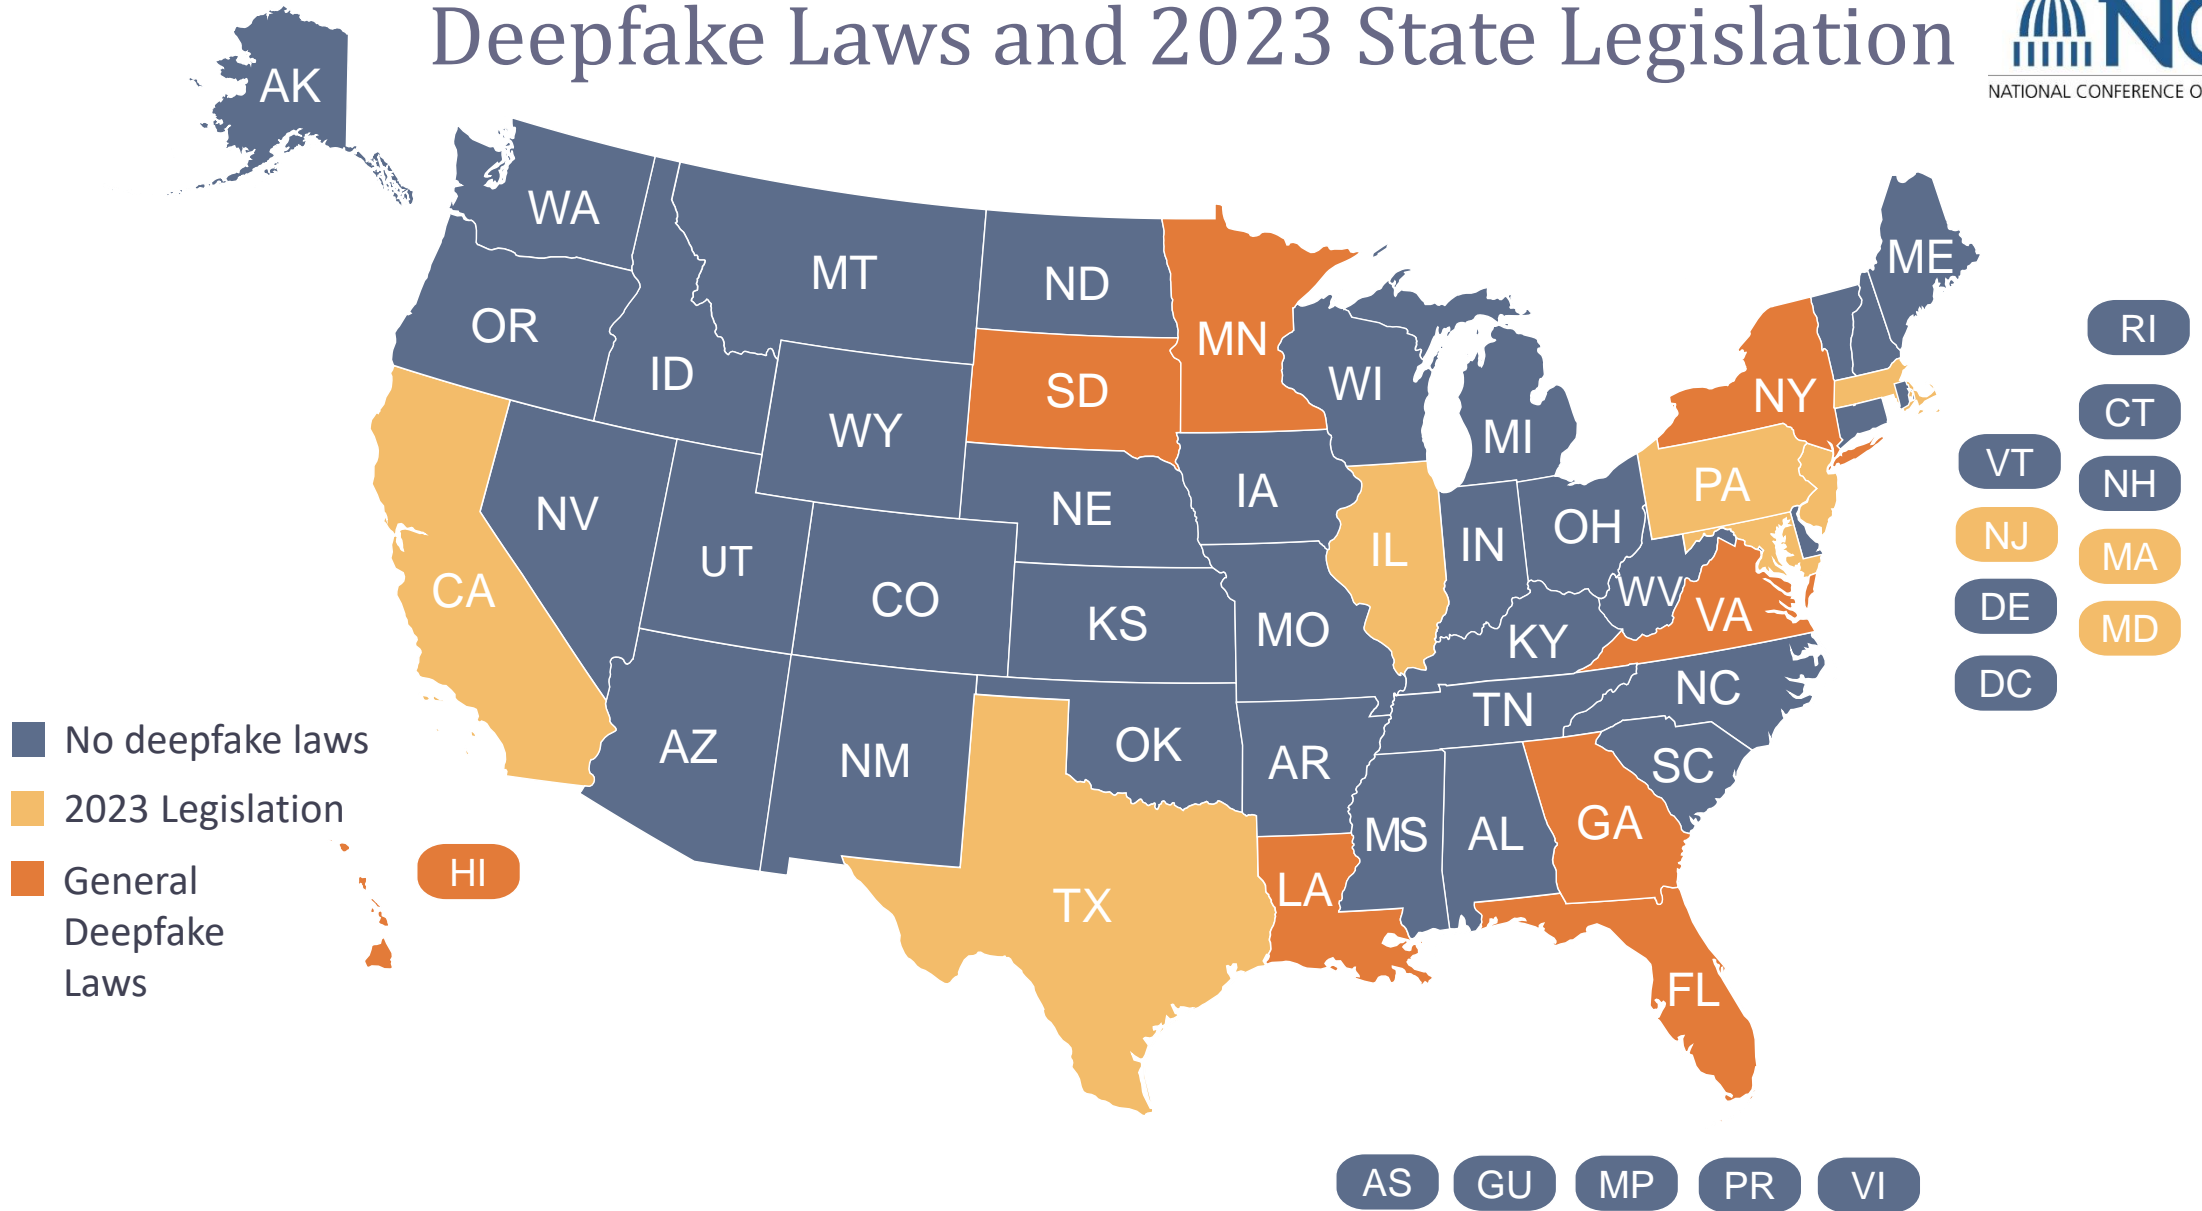 Deepfake Laws and 2023 State Legislation
NC
NATIONAL CONFERENCE O
AK
WA
MT
ND
MN
ME
OR
ID
SD
WI
NY
RI
WY
MI
CT
NV
NE
IA
PA
VT
NH
UT
IL
IN
OH
NJ
MA
CA
CO
KS
MO
WV
VA
DE
MD
KY
NC
DC
TN
AZ
NM
OK
AR
SC
MS
AL
GA
TX
LA
FL
No deepfake laws
2023 Legislation
General
Deepfake
Laws
HI
AS
GU
MP
PR
VI